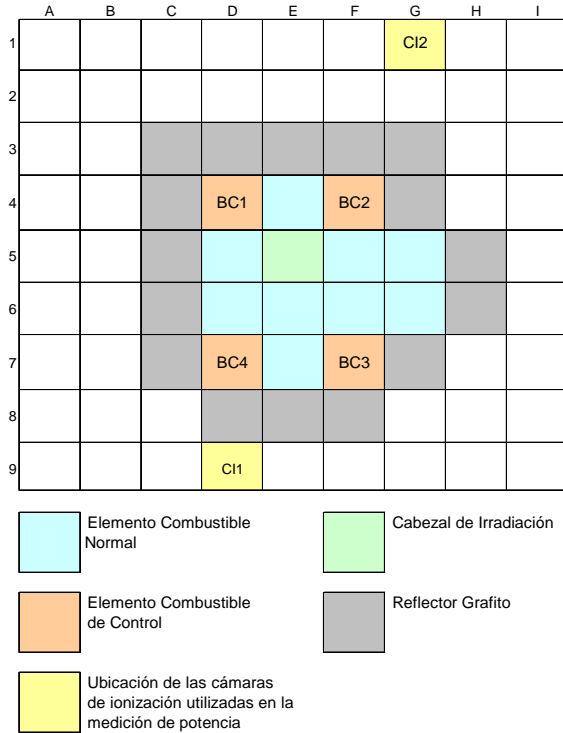 A B C D E F G H I
1 CI2
2
3
4 BC1 BC2
5
6
7 BC4 BC3
8
9 CI1
Elemento Combustible
Normal
Cabezal de Irradiación
Elemento Combustible
de Control
Reflector Grafito
Ubicación de las cámaras
de ionización utilizadas en la
medición de potencia